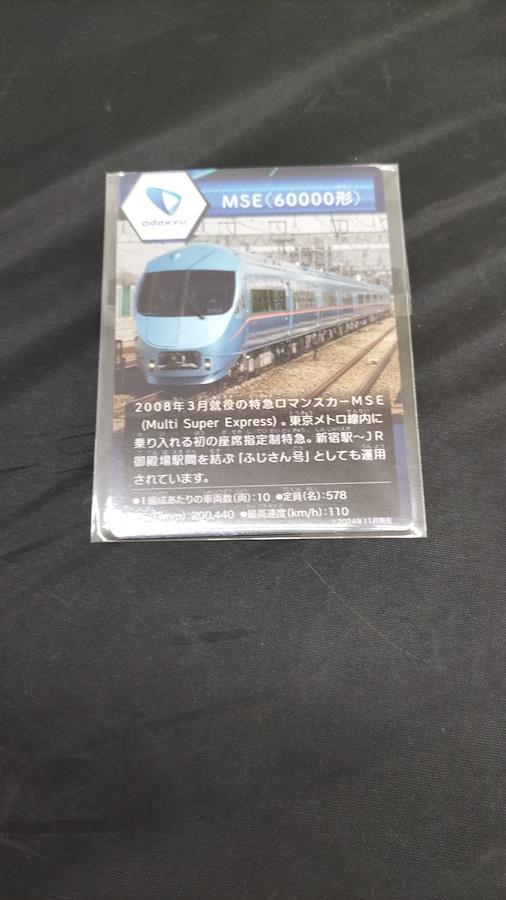 odakyu
MSE(60000形)
2008年3月就役の特急ロマンスカーMSE
(Multi Super Express)。東京メトロ線内に
乗り入れる初の座席指定制特急。新宿駅〜JR
御殿場駅間を結ぶ「ふじさん号」としても運用
されています。
●1編成あたりの車両数(両):10 ●定員(名):578
(mm):200,440 ●最高速度(km/h):110
※2024年11月現在